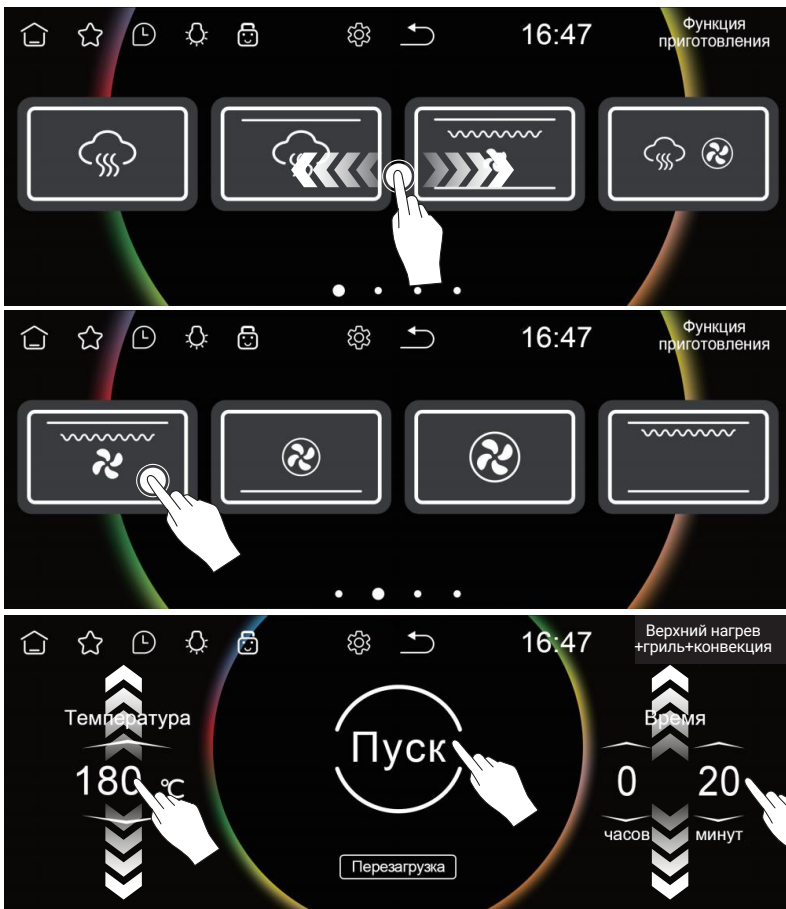 16:47
Функция
приготовления
16:47
Функция
приготовления
16:47
Верхний нагрев
+гриль+конвекция
Температура
180 °C
Пуск
Перезагрузка
Время
0 20
часов минут